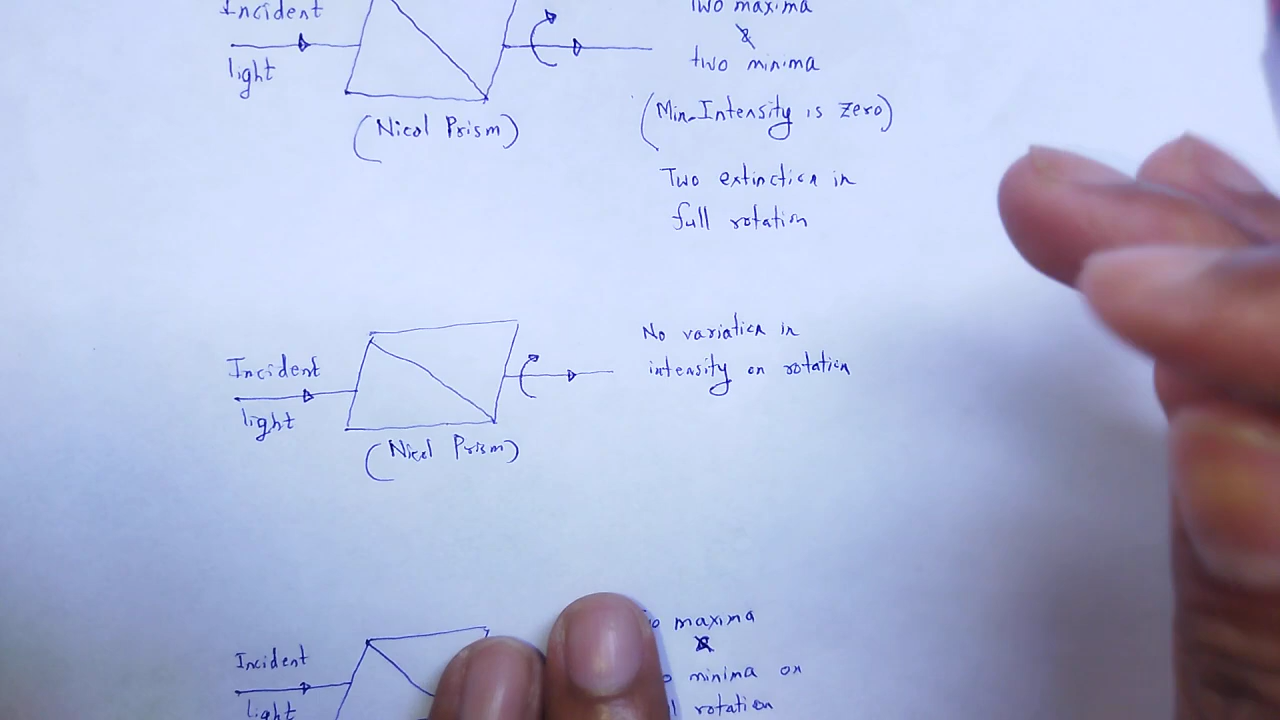 Incident
light
(Nicol Prism)
Two maxima
&
two minima
(Min. Intensity is zero)
Two extinction in
full rotation
Incident
light
(Nicol Prism)
No variation in
intensity on rotation
Incident
light
maxima
&
minima on
rotation